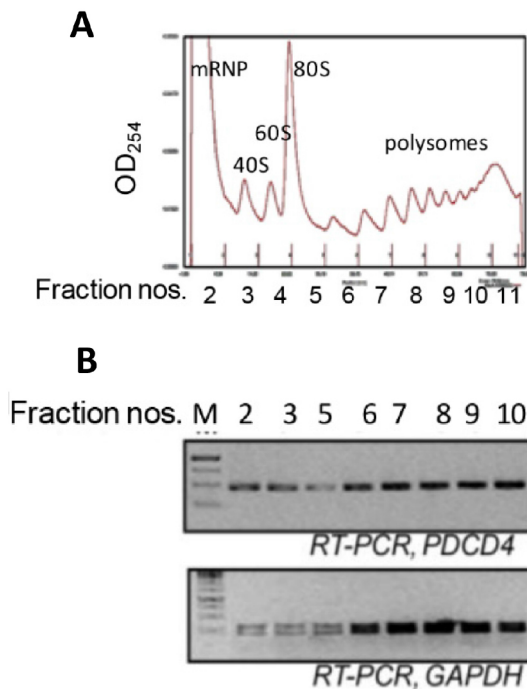 A
mRNP
80S
60S
40S
polysomes
OD254
Fraction nos. 2 3 4 5 6 7 8 9 10 11
B
Fraction nos. M 2 3 5 6 7 8 9 10
RT-PCR, PDCD4
RT-PCR, GAPDH